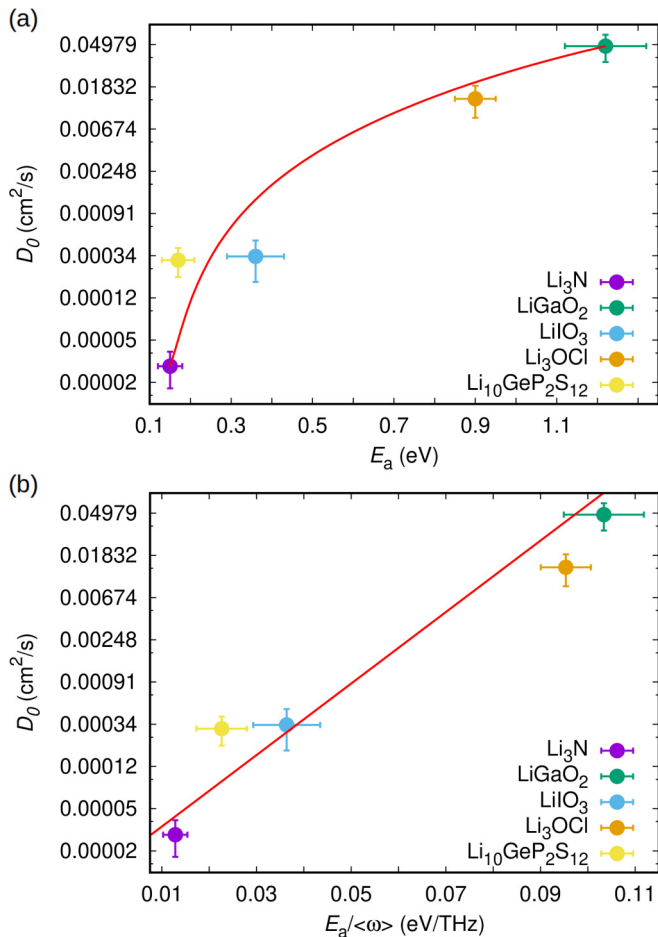 (a)
0.04979
0.01832
0.00674
0.00248
0.00091
0.00034
0.00012
0.00005
0.00002
D₀ (cm²/s)
Li₃N
LiGaO₂
LiIO₃
Li₃OCl
Li₁₀GeP₂S₁₂
0.1 0.3 0.5 0.7 0.9 1.1
Eₐ (eV)
(b)
0.04979
0.01832
0.00674
0.00248
0.00091
0.00034
0.00012
0.00005
0.00002
D₀ (cm²/s)
Li₃N
LiGaO₂
LiIO₃
Li₃OCl
Li₁₀GeP₂S₁₂
0.01 0.03 0.05 0.07 0.09 0.11
Eₐ/<ω> (eV/THz)